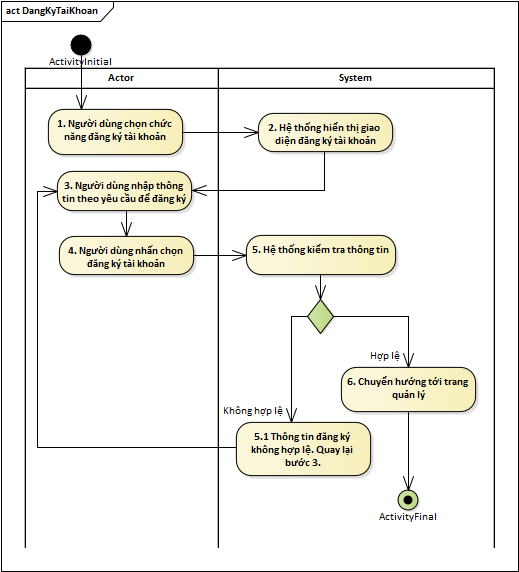 act DangKyTaiKhoan
ActivityInitial
Actor
System
1. Người dùng chọn chức
năng đăng ký tài khoản
2. Hệ thống hiển thị giao
diện đăng ký tài khoản
3. Người dùng nhập thông
tin theo yêu cầu để đăng ký
4. Người dùng nhấn chọn
đăng ký tài khoản
5. Hệ thống kiểm tra thông tin
Hợp lệ
6. Chuyển hướng tới trang
quản lý
Không hợp lệ
5.1 Thông tin đăng ký
không hợp lệ. Quay lại
bước 3.
ActivityFinal